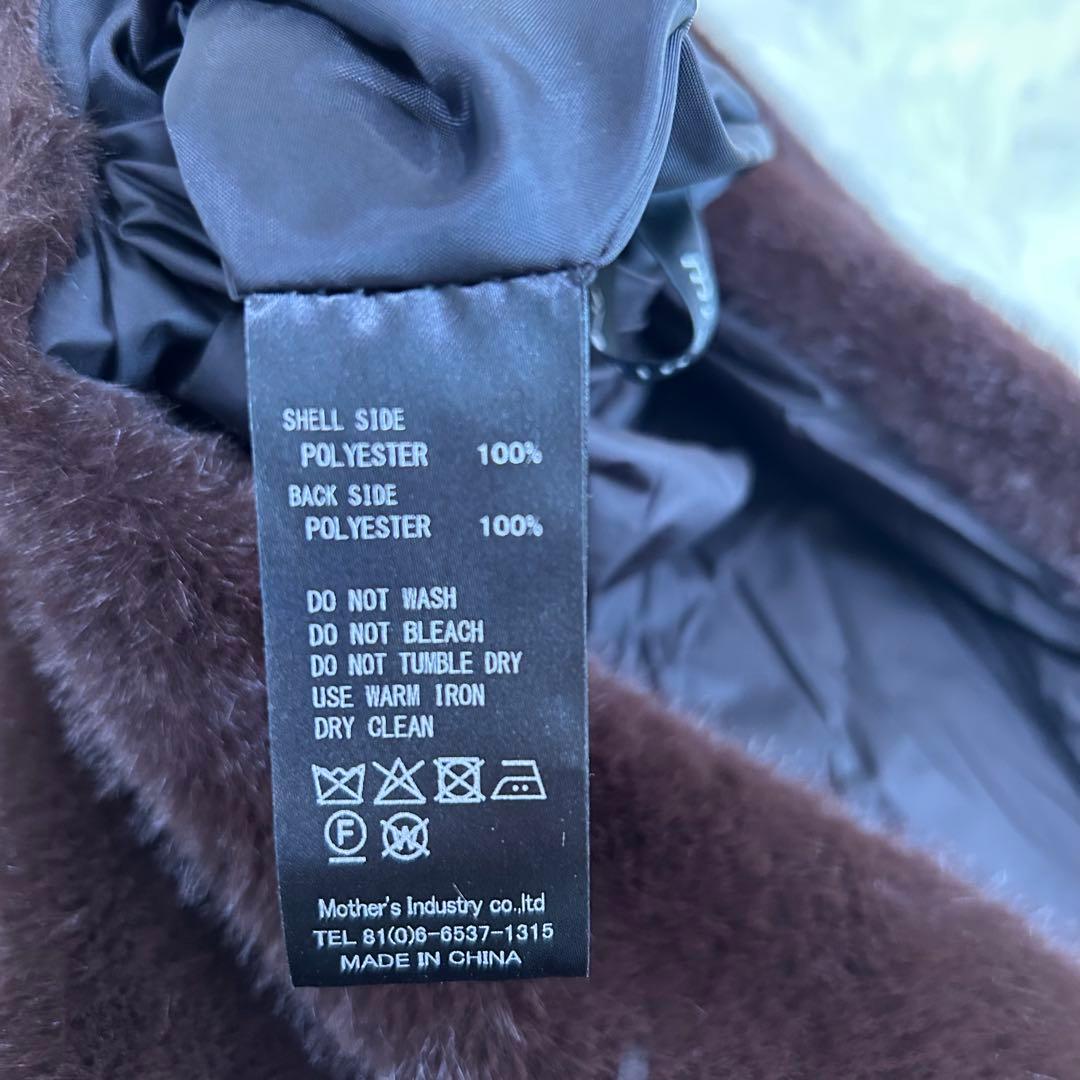 SHELL SIDE
POLYESTER 100%
BACK SIDE
POLYESTER 100%
DO NOT WASH
DO NOT BLEACH
DO NOT TUMBLE DRY
USE WARM IRON
DRY CLEAN
F W
Mother's Industry co.,ltd
TEL 81(0)6-6537-1315
MADE IN CHINA